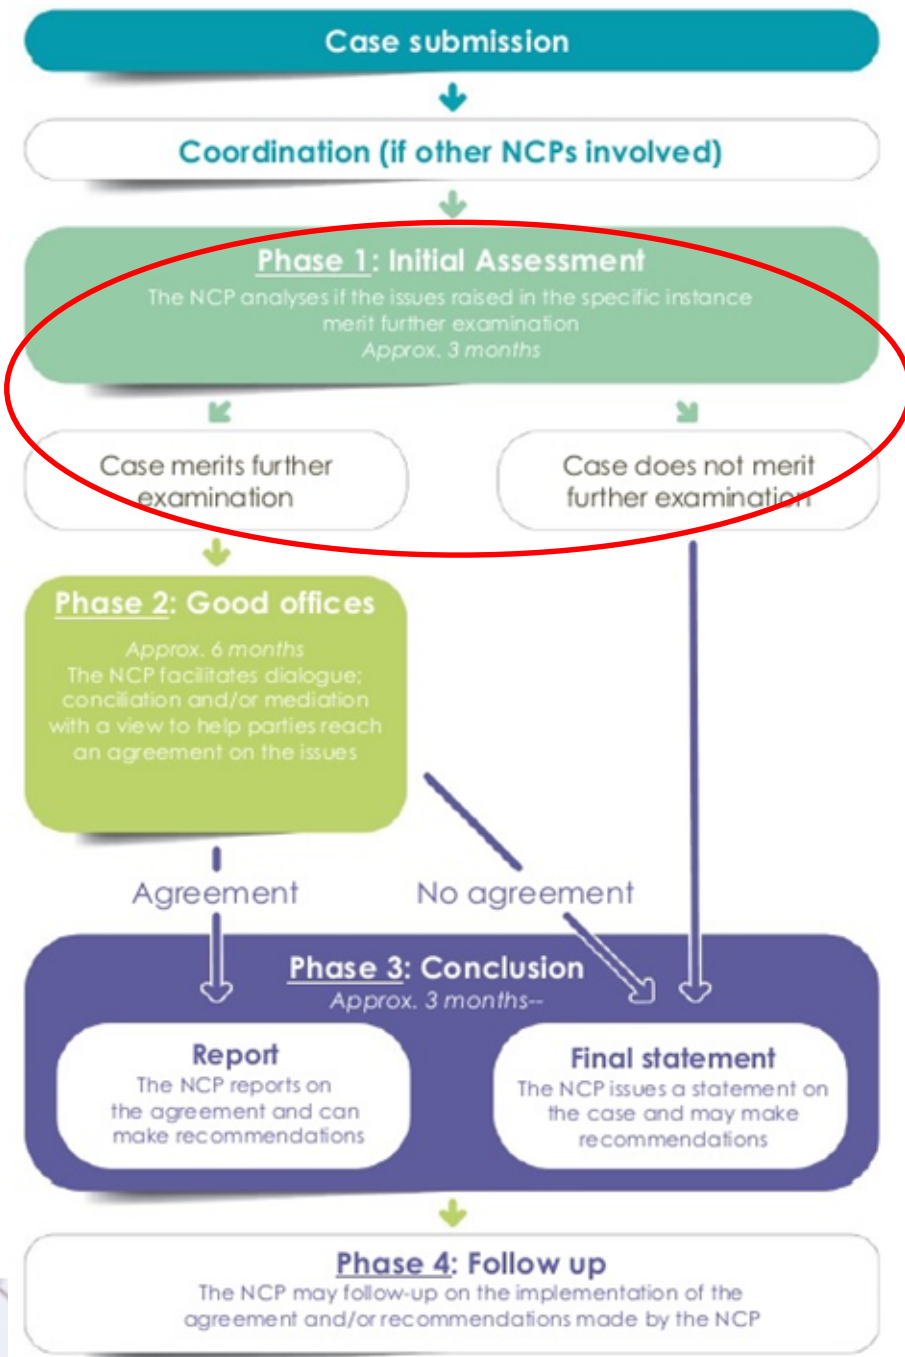 Case submission
Coordination (if other NCPs involved)
Phase 1: Initial Assessment
The NCP analyses if the issues raised in the specific instance
merit further examination
Approx. 3 months
Case merits further
examination
Case does not merit
further examination
Phase 2: Good offices
Approx. 6 months
The NCP facilitates dialogue;
conciliation and/or mediation
with a view to help parties reach
an agreement on the issues
Agreement
No agreement
Phase 3: Conclusion
Approx. 3 months--
Report
The NCP reports on
the agreement and can
make recommendations
Final statement
The NCP issues a statement on
the case and may make
recommendations
Phase 4: Follow up
The NCP may follow-up on the implementation of the
agreement and/or recommendations made by the NCP